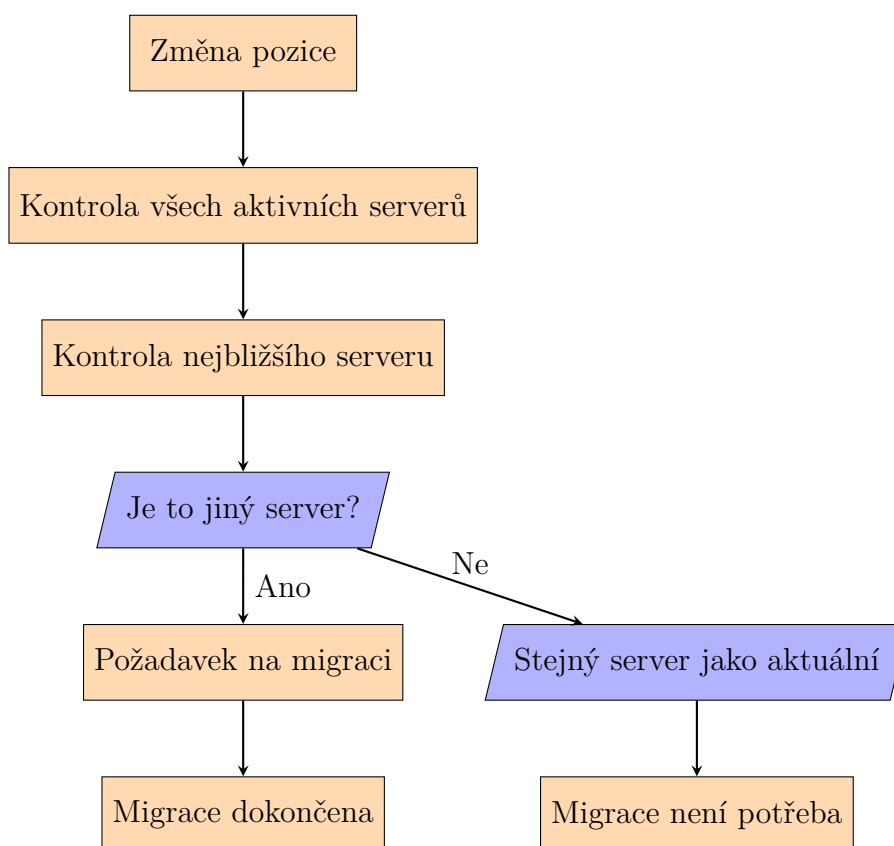 Změna pozice
Kontrola všech aktivních serverů
Kontrola nejbližšího serveru
Je to jiný server?
Ne
Ano
Požadavek na migraci
Stejný server jako aktuální
Migrace dokončena
Migrace není potřeba